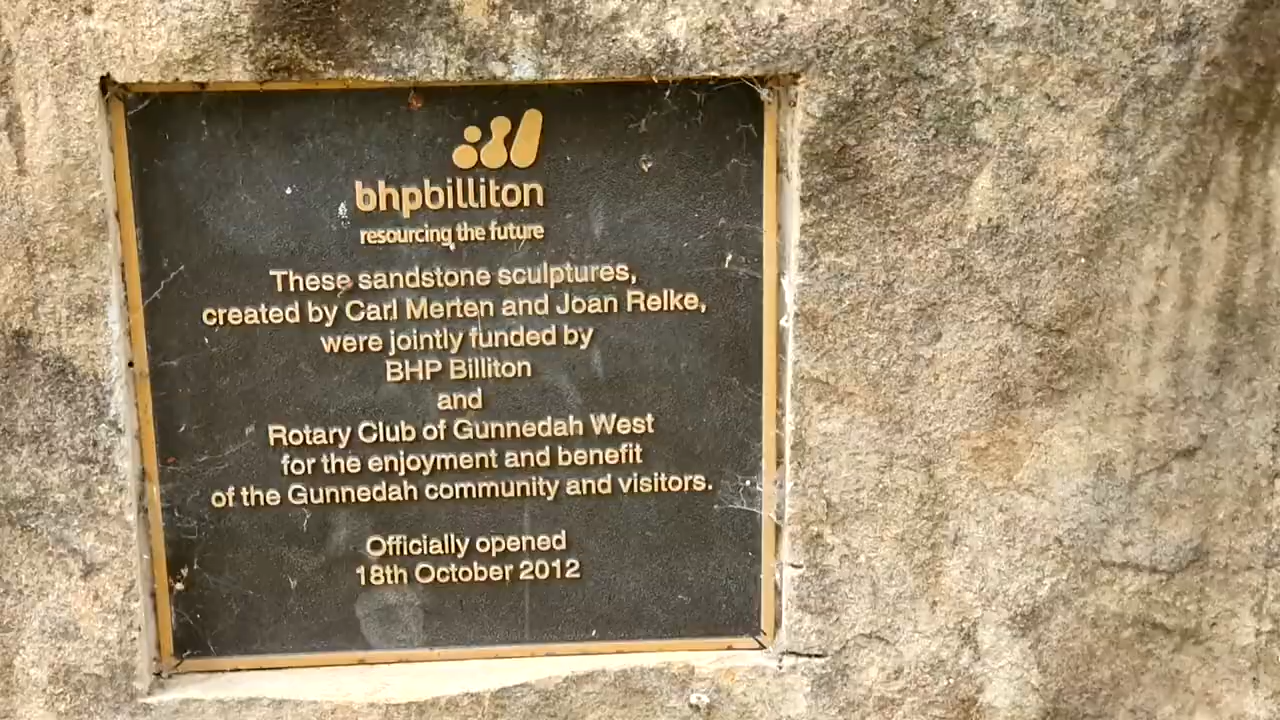 bhpbilliton
resourcing the future
These sandstone sculptures,
created by Carl Merten and Joan Relke,
were jointly funded by
BHP Billiton
and
Rotary Club of Gunnedah West
for the enjoyment and benefit
of the Gunnedah community and visitors.
Officially opened
18th October 2012